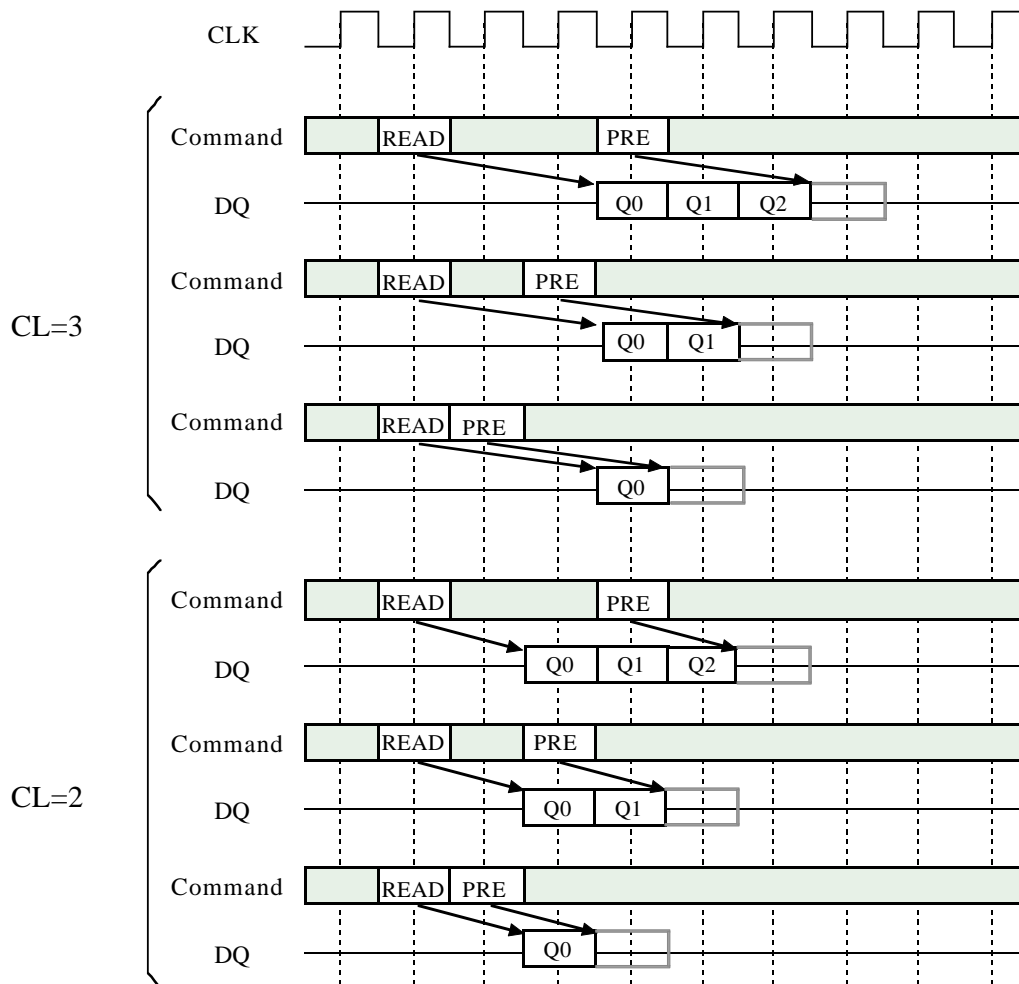 CLK
Command READ PRE
DQ Q0 Q1 Q2
Command READ PRE
CL=3
DQ Q0 Q1
Command READ PRE
DQ Q0
Command READ PRE
DQ Q0 Q1 Q2
Command READ PRE
CL=2
DQ Q0 Q1
Command READ PRE
DQ Q0